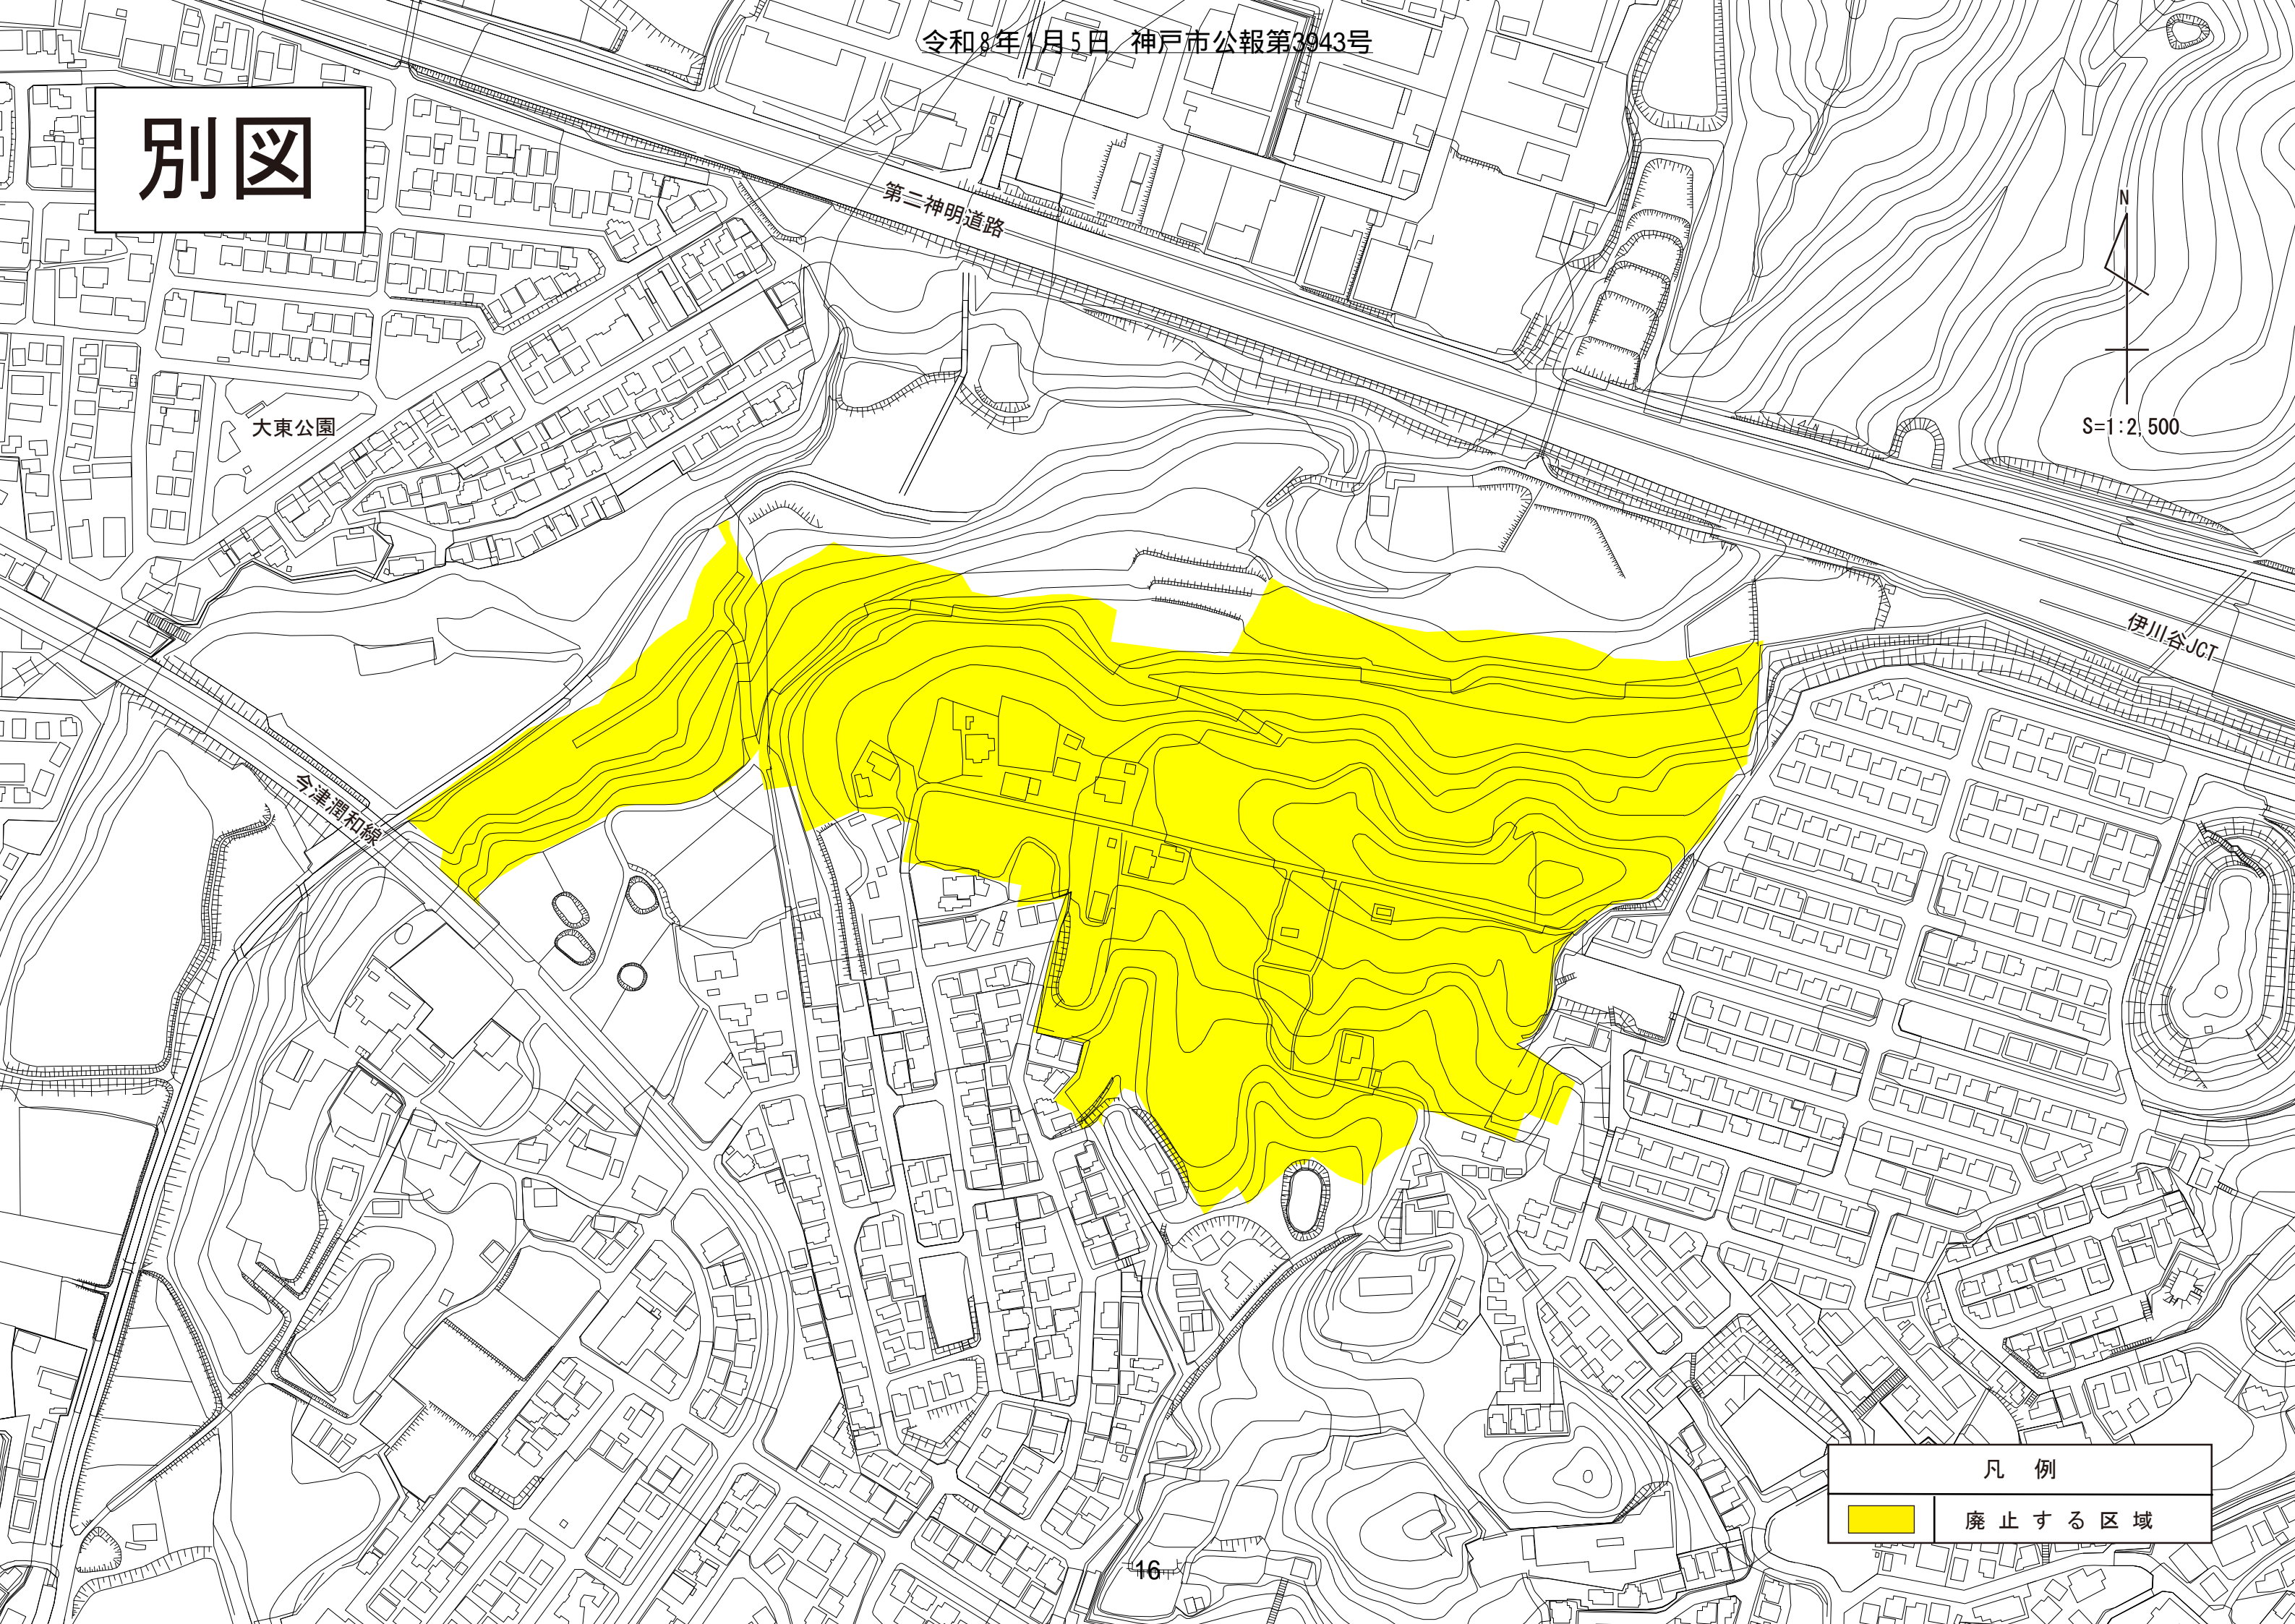 令和8年1月5日 神戸市公報第3943号
別図
第二神明道路
N
S=1:2,500
大東公園
伊川谷JCT
今津潤和線
凡 例
廃止する区域
16